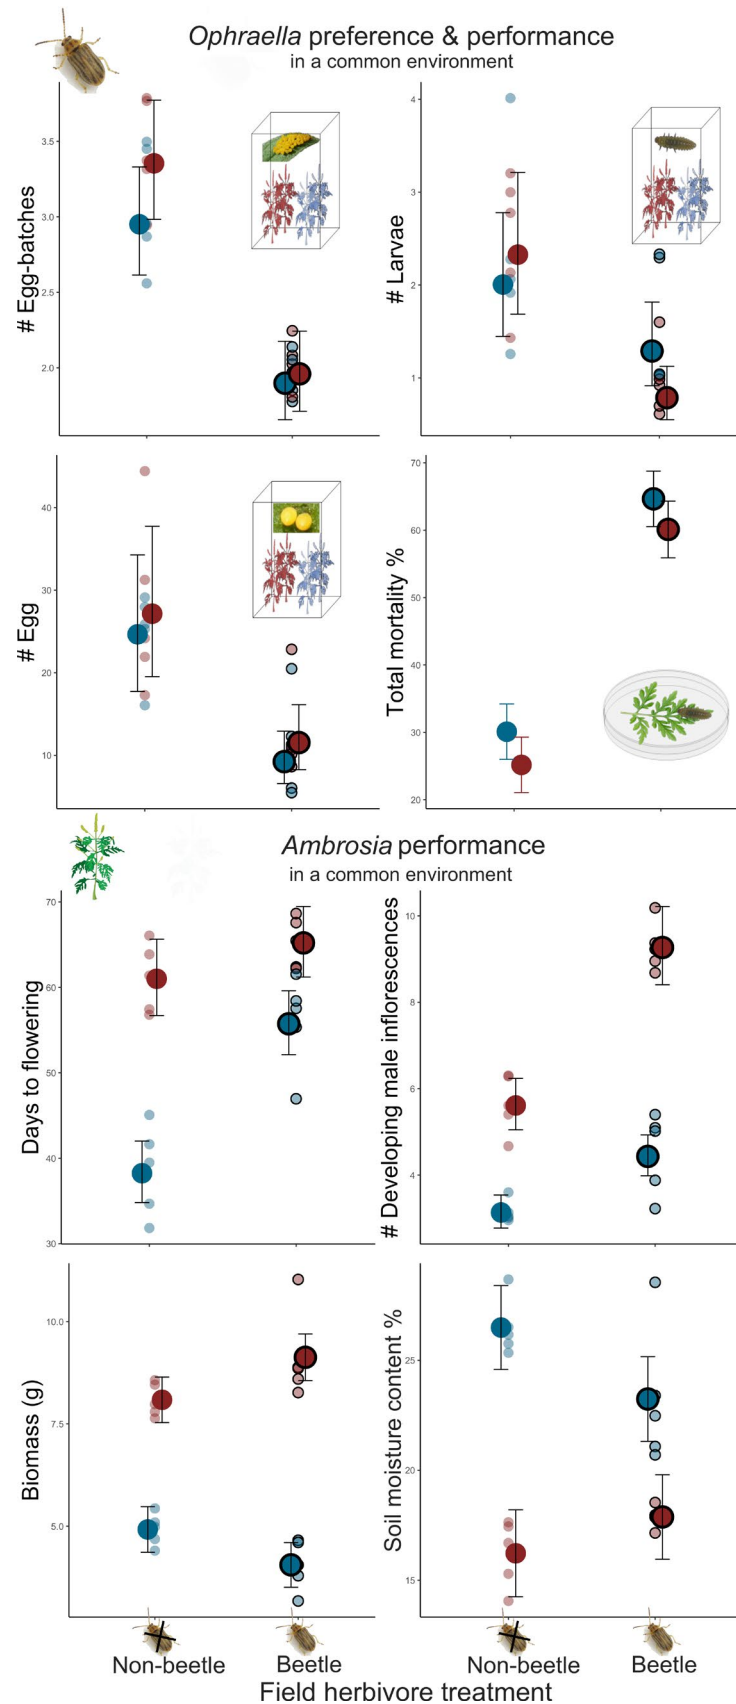 Ophraella preference & performance
in a common environment
# Egg-batches
3.5
3.0
2.5
2.0
# Larvae
4
3
2
1
# Egg
40
30
20
10
Total mortality %
70
60
50
40
30
20
Ambrosia performance
in a common environment
Days to flowering
70
60
50
40
30
# Developing male inflorescences
10
8
6
4
Biomass (g)
10.0
7.5
5.0
Soil moisture content %
25
20
15
Non-beetle
Beetle
Non-beetle
Beetle
Field herbivore treatment